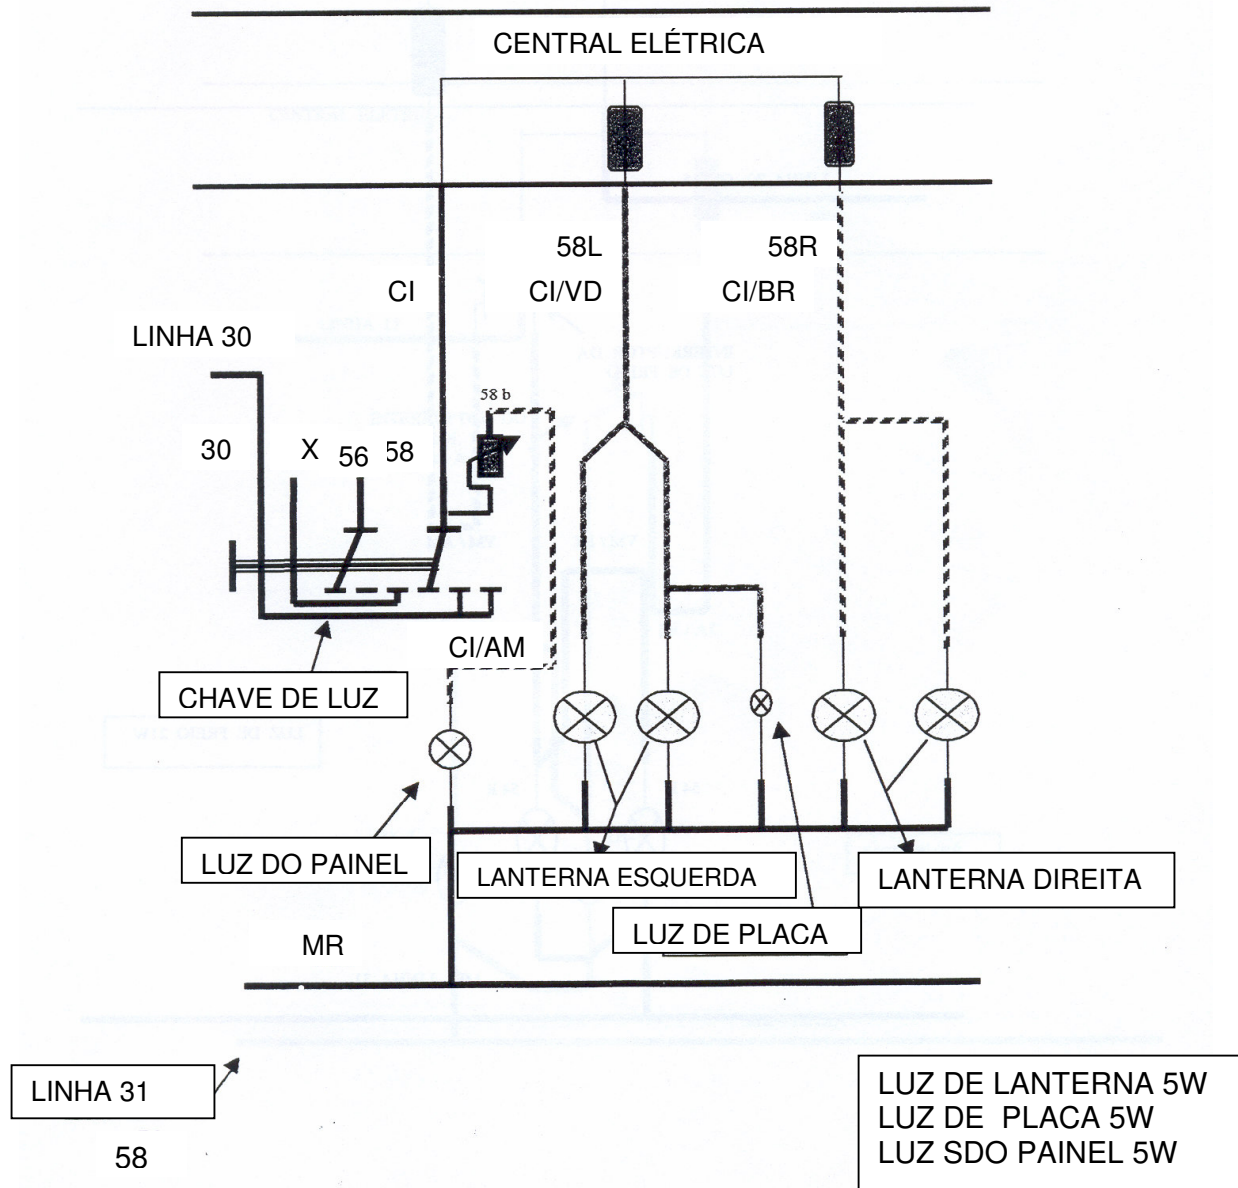 CENTRAL ELÉTRICA
58L
58R
CI
CI/VD
CI/BR
LINHA 30
58 b
30
X
56
58
CI/AM
CHAVE DE LUZ
LUZ DO PAINEL
LANTERNA ESQUERDA
LANTERNA DIREITA
LUZ DE PLACA
MR
LINHA 31
58
LUZ DE LANTERNA 5W
LUZ DE PLACA 5W
LUZ SDO PAINEL 5W